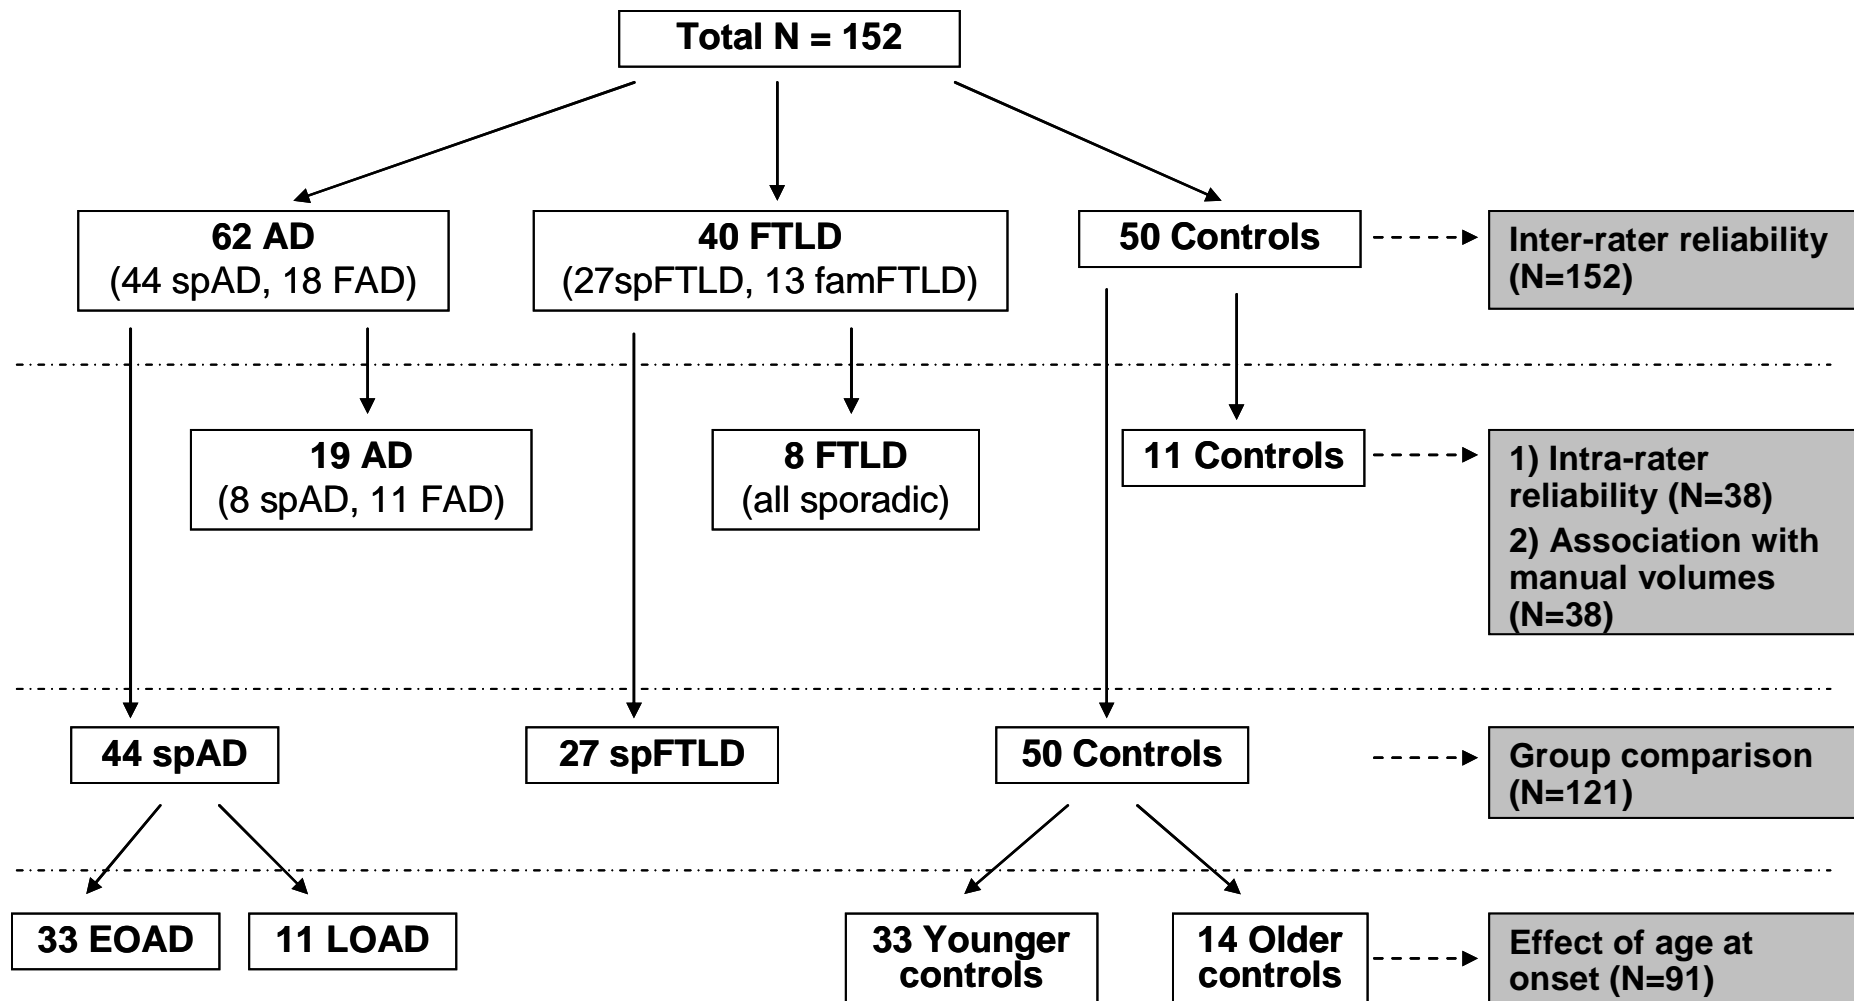 Total N = 152
62 AD
(44 spAD, 18 FAD)
40 FTLD
(27spFTLD, 13 famFTLD)
50 Controls
Inter-rater reliability
(N=152)
19 AD
(8 spAD, 11 FAD)
8 FTLD
(all sporadic)
11 Controls
1) Intra-rater
reliability (N=38)
2) Association with
manual volumes
(N=38)
44 spAD
27 spFTLD
50 Controls
Group comparison
(N=121)
33 EOAD
11 LOAD
33 Younger
controls
14 Older
controls
Effect of age at
onset (N=91)